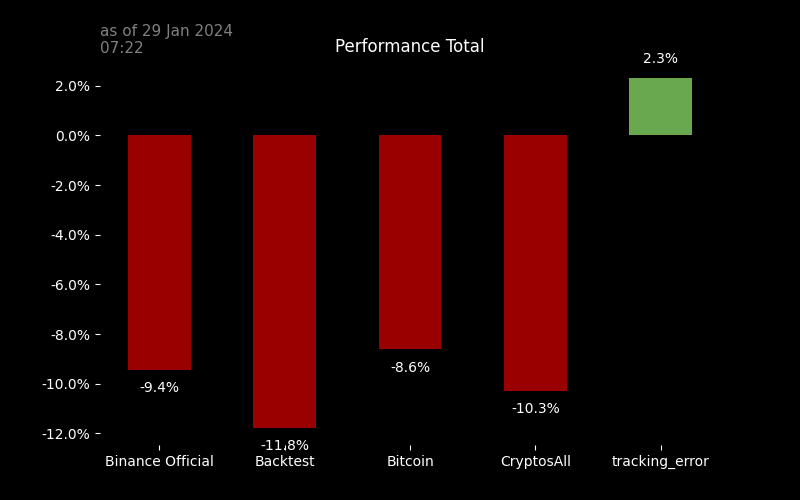 as of 29 Jan 2024
07:22
Performance Total
2.3%
2.0%
0.0%
-2.0%
-4.0%
-6.0%
-8.0%
-10.0%
-12.0%
-9.4%
-11.8%
-8.6%
-10.3%
Binance Official
Backtest
Bitcoin
CryptosAll
tracking_error